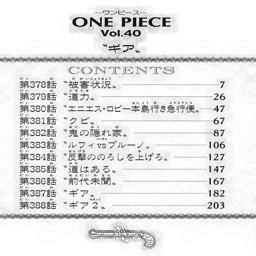 ワンピース
ONE PIECE
Vol.40
〝ギア〟
CONTENTS
第378話 〝被害状況〟 7
第379話 〝道力〟 26
第380話 〝エニエス・ロビー本島行き急行便〟 47
第381話 〝クビ〟 67
第382話 〝鬼の隠れ家〟 87
第383話 〝ルフィvsブルーノ〟 106
第384話 〝反撃ののろしを上げろ〟 127
第385話 〝道はある〟 147
第386話 〝前代未聞〟 167
第387話 〝ギア〟 182
第388話 〝ギア2〟 203